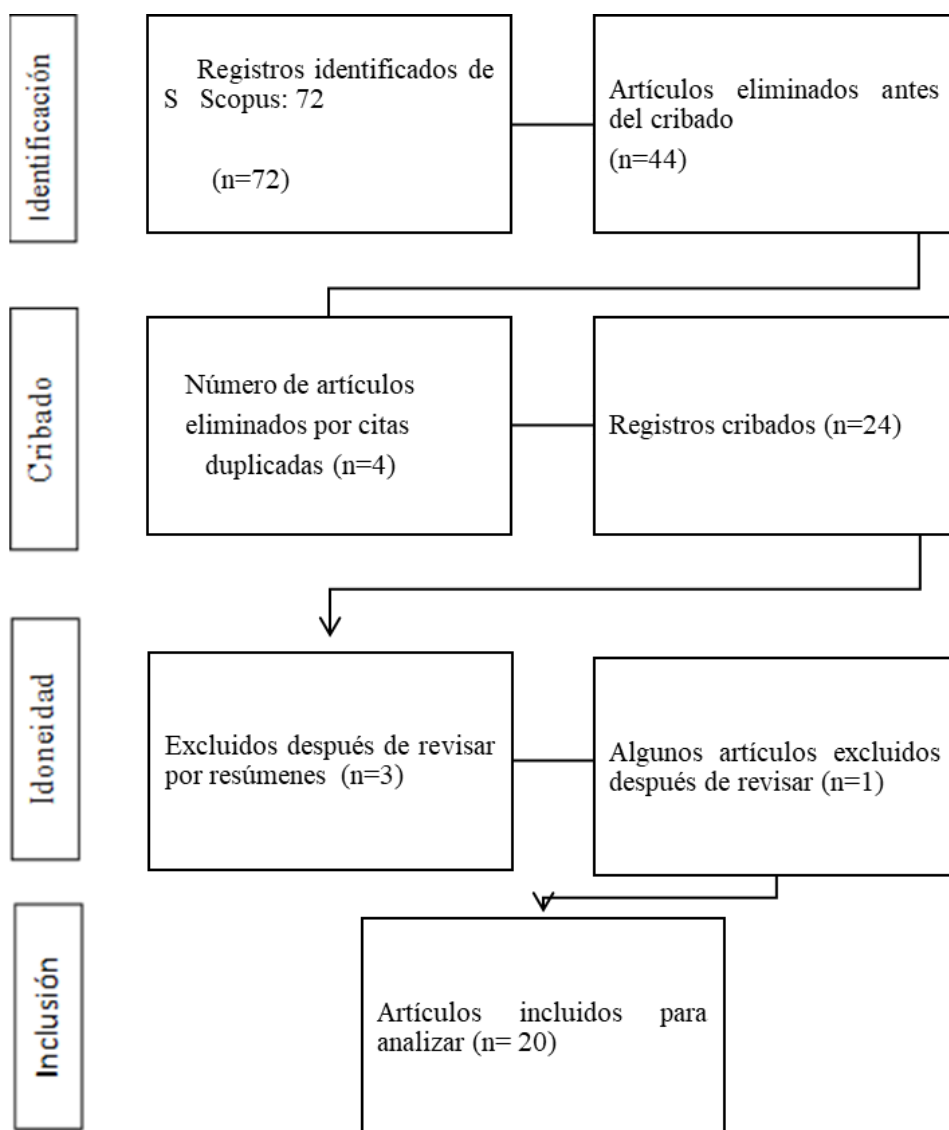 Identificación
Registros identificados de
S Scopus: 72
(n=72)
Artículos eliminados antes
del cribado
(n=44)
Cribado
Número de artículos
eliminados por citas
duplicadas (n=4)
Registros cribados (n=24)
Idoneidad
Excluidos después de revisar
por resúmenes (n=3)
Algunos artículos excluidos
después de revisar (n=1)
Inclusión
Artículos incluidos para
analizar (n= 20)